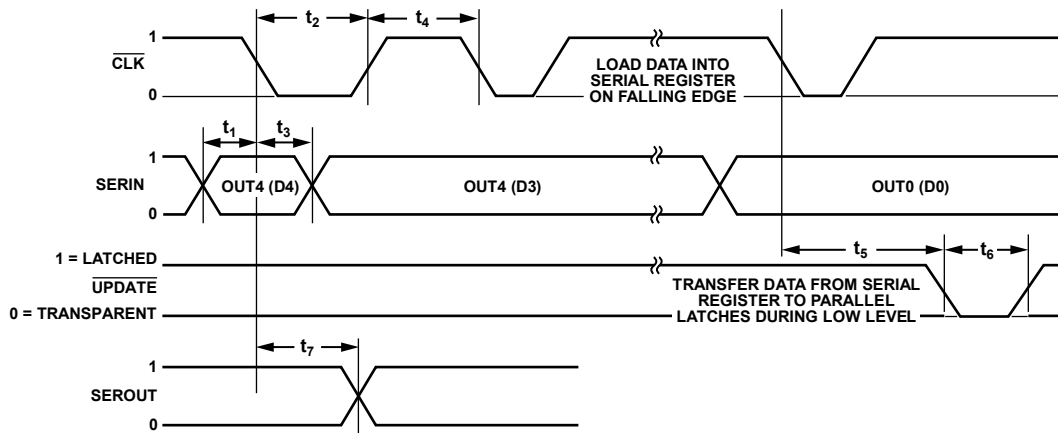 t2
t4
1
CLK
0
LOAD DATA INTO
SERIAL REGISTER
ON FALLING EDGE
t1
t3
1
SERIN
0
OUT4 (D4)
OUT4 (D3)
OUT0 (D0)
t5
t6
1 = LATCHED
UPDATE
0 = TRANSPARENT
TRANSFER DATA FROM SERIAL
REGISTER TO PARALLEL
LATCHES DURING LOW LEVEL
t7
1
SEROUT
0